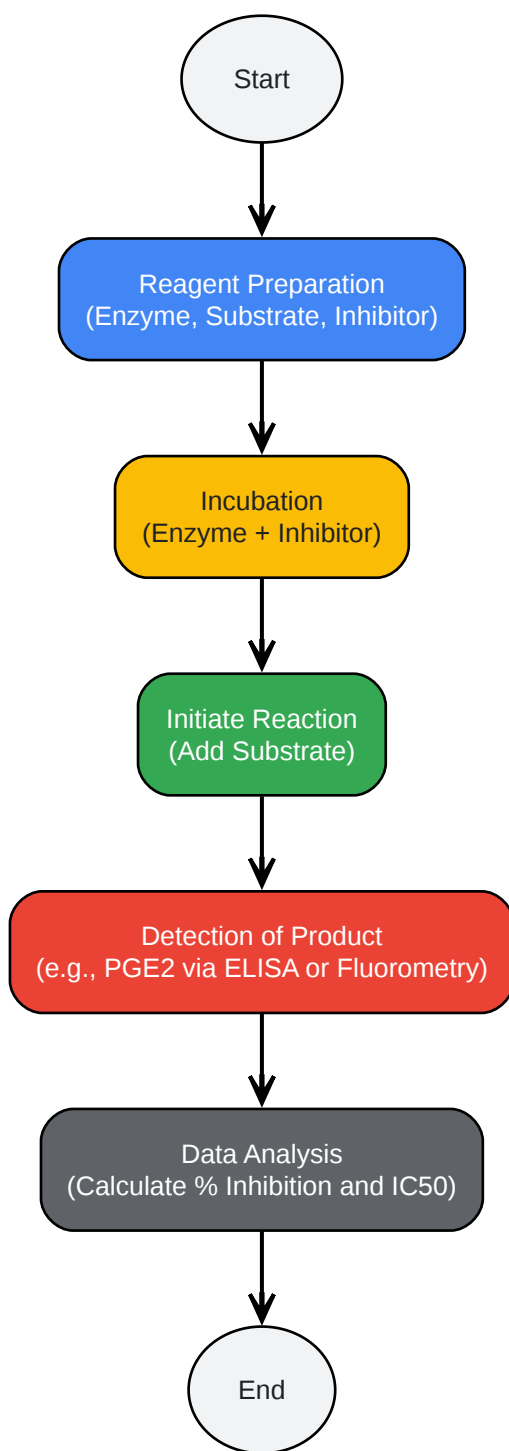 Start
Reagent Preparation
(Enzyme, Substrate, Inhibitor)
Incubation
(Enzyme + Inhibitor)
Initiate Reaction
(Add Substrate)
Detection of Product
(e.g., PGE2 via ELISA or Fluorometry)
Data Analysis
(Calculate % Inhibition and IC50)
End